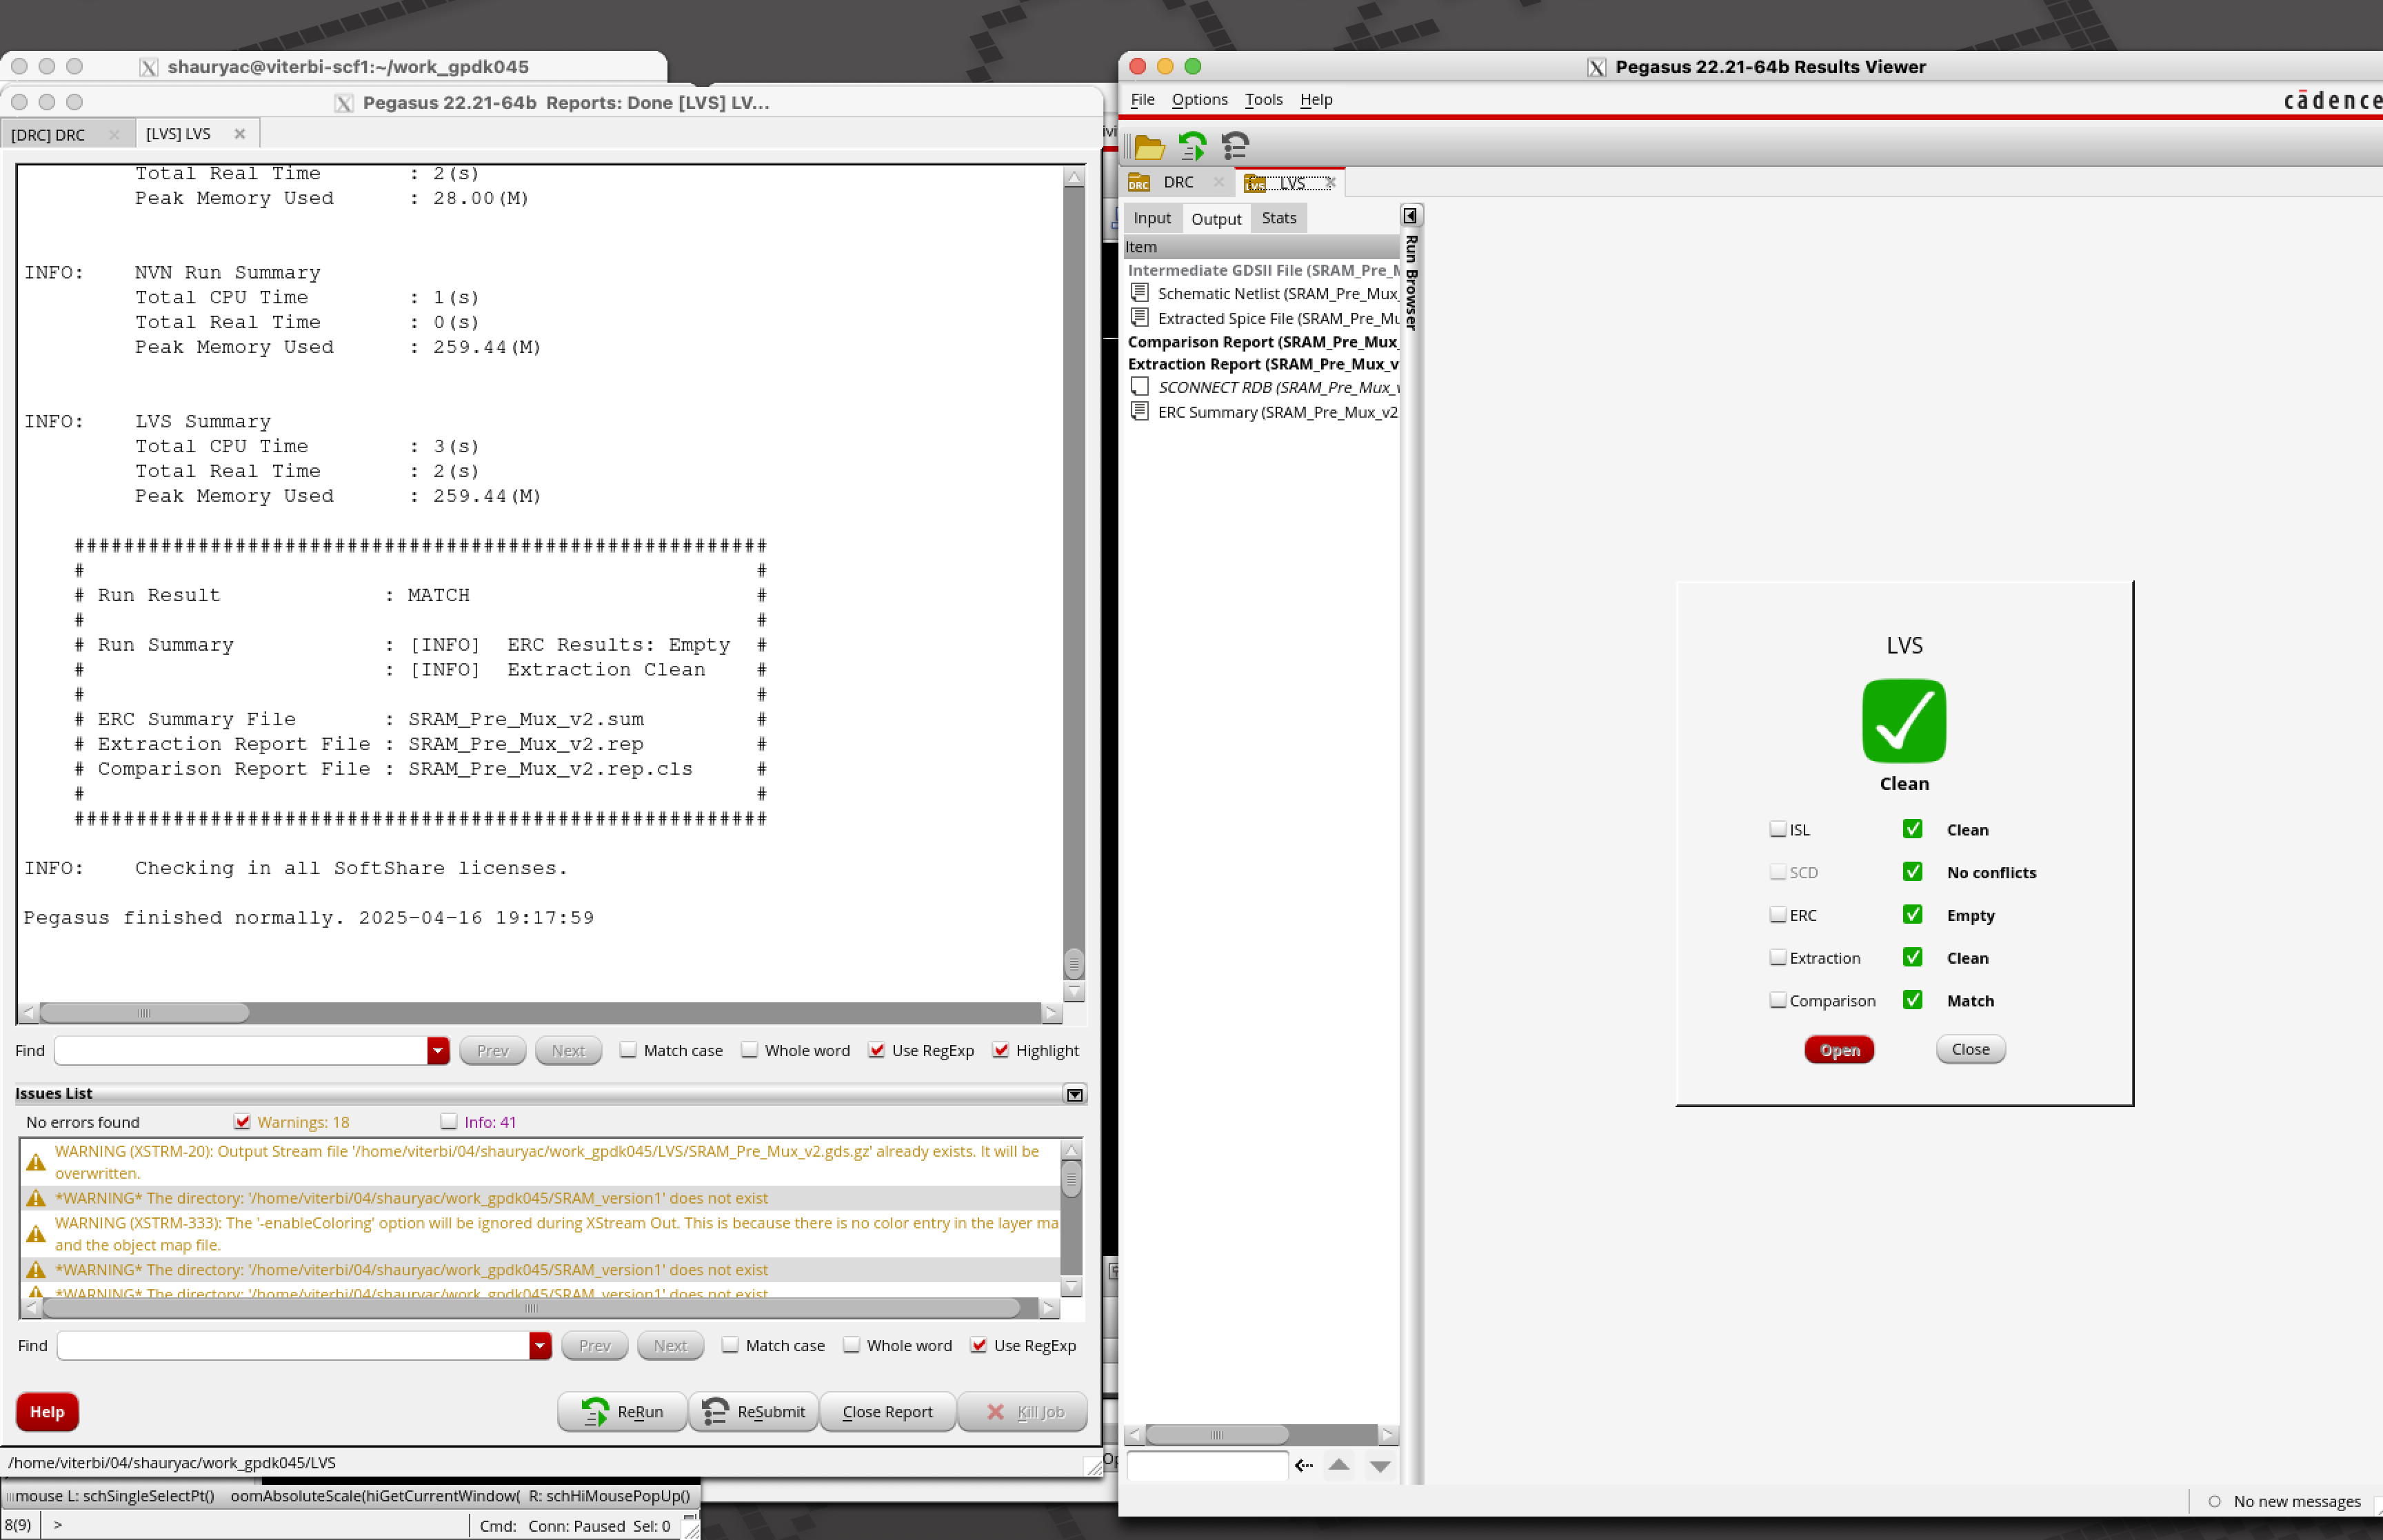 shauryac@viterbi-scf1:~/work_gpdk045
Pegasus 22.21-64b Reports: Done [LVS] LV...
[DRC] DRC
[LVS] LVS
Total Real Time : 2(s)
Peak Memory Used : 28.00(M)
INFO: NVN Run Summary
Total CPU Time : 1(s)
Total Real Time : 0(s)
Peak Memory Used : 259.44(M)
INFO: LVS Summary
Total CPU Time : 3(s)
Total Real Time : 2(s)
Peak Memory Used : 259.44(M)
########################################################
# #
# Run Result : MATCH #
# #
# Run Summary : [INFO] ERC Results: Empty #
# : [INFO] Extraction Clean #
# #
# ERC Summary File : SRAM_Pre_Mux_v2.sum #
# Extraction Report File : SRAM_Pre_Mux_v2.rep #
# Comparison Report File : SRAM_Pre_Mux_v2.rep.cls #
# #
########################################################
INFO: Checking in all SoftShare licenses.
Pegasus finished normally. 2025-04-16 19:17:59
Find Prev Next Match case Whole word Use RegExp Highlight
Issues List
No errors found Warnings: 18 Info: 41
WARNING (XSTRM-20): Output Stream file '/home/viterbi/04/shauryac/work_gpdk045/LVS/SRAM_Pre_Mux_v2.gds.gz' already exists. It will be
overwritten.
*WARNING* The directory: '/home/viterbi/04/shauryac/work_gpdk045/SRAM_version1' does not exist
WARNING (XSTRM-333): The '-enableColoring' option will be ignored during XStream Out. This is because there is no color entry in the layer ma
and the object map file.
*WARNING* The directory: '/home/viterbi/04/shauryac/work_gpdk045/SRAM_version1' does not exist
*WARNING* The directory: '/home/viterbi/04/shauryac/work_gpdk045/SRAM_version1' does not exist
Find Prev Next Match case Whole word Use RegExp
Help ReRun ReSubmit Close Report Kill Job
/home/viterbi/04/shauryac/work_gpdk045/LVS
mouse L: schSingleSelectPt() oomAbsoluteScale(hiGetCurrentWindow( R: schHiMousePopUp()
8(9) > Cmd: Conn: Paused Sel: 0
Pegasus 22.21-64b Results Viewer
File Options Tools Help
cādence
DRC
LVS
Input Output Stats
Item
Intermediate GDSII File (SRAM_Pre_M
Schematic Netlist (SRAM_Pre_Mux_
Extracted Spice File (SRAM_Pre_Mu
Comparison Report (SRAM_Pre_Mux_
Extraction Report (SRAM_Pre_Mux_v
SCONNECT RDB (SRAM_Pre_Mux_v
ERC Summary (SRAM_Pre_Mux_v2
Run Browser
LVS
Clean
ISL Clean
SCD No conflicts
ERC Empty
Extraction Clean
Comparison Match
Open Close
No new messages